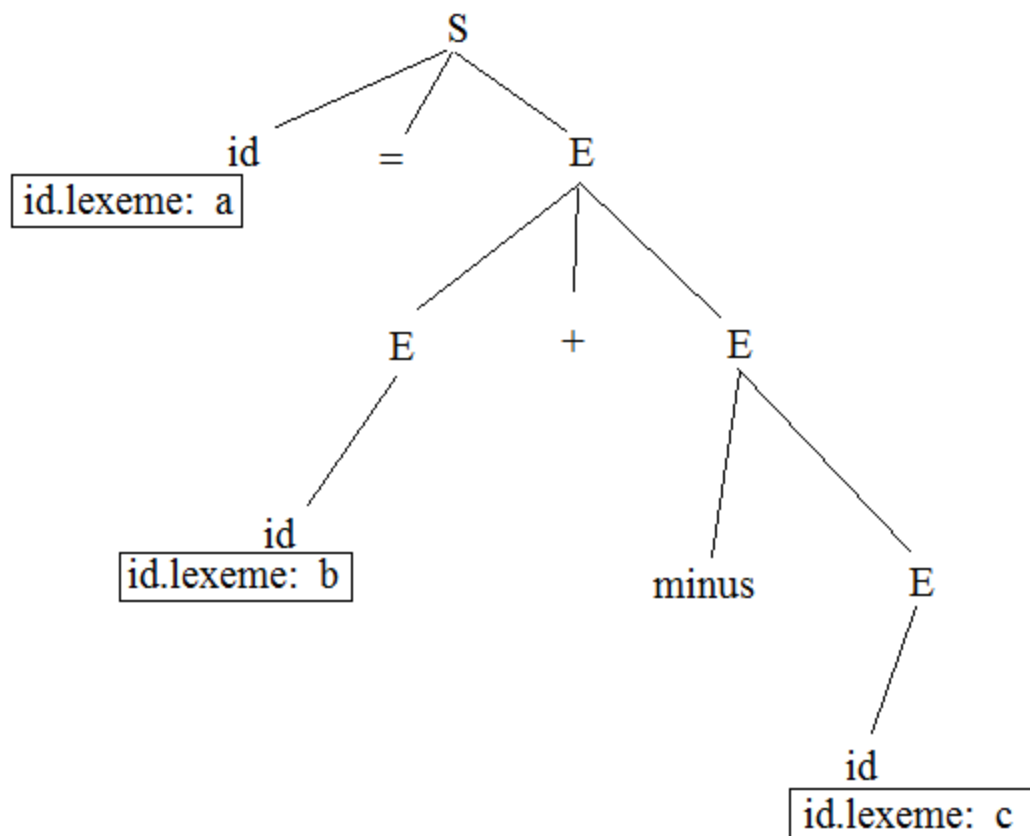 S
id = E
id.lexeme: a
E + E
id
id.lexeme: b
minus E
id
id.lexeme: c